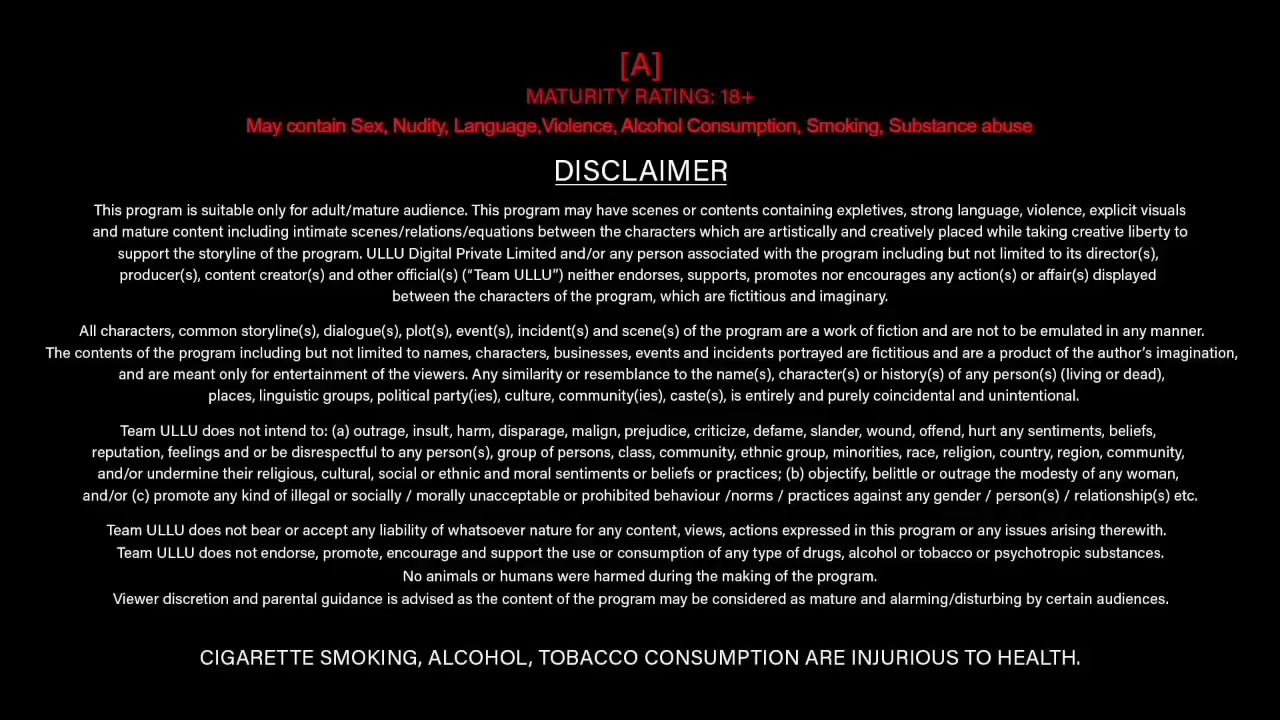 [A]
MATURITY RATING: 18+
May contain Sex, Nudity, Language,Violence, Alcohol Consumption, Smoking, Substance abuse
DISCLAIMER
This program is suitable only for adult/mature audience. This program may have scenes or contents containing expletives, strong language, violence, explicit visuals
and mature content including intimate scenes/relations/equations between the characters which are artistically and creatively placed while taking creative liberty to
support the storyline of the program. ULLU Digital Private Limited and/or any person associated with the program including but not limited to its director(s),
producer(s), content creator(s) and other official(s) (“Team ULLU”) neither endorses, supports, promotes nor encourages any action(s) or affair(s) displayed
between the characters of the program, which are fictitious and imaginary.
All characters, common storyline(s), dialogue(s), plot(s), event(s), incident(s) and scene(s) of the program are a work of fiction and are not to be emulated in any manner.
The contents of the program including but not limited to names, characters, businesses, events and incidents portrayed are fictitious and are a product of the author’s imagination,
and are meant only for entertainment of the viewers. Any similarity or resemblance to the name(s), character(s) or history(s) of any person(s) (living or dead),
places, linguistic groups, political party(ies), culture, community(ies), caste(s), is entirely and purely coincidental and unintentional.
Team ULLU does not intend to: (a) outrage, insult, harm, disparage, malign, prejudice, criticize, defame, slander, wound, offend, hurt any sentiments, beliefs,
reputation, feelings and or be disrespectful to any person(s), group of persons, class, community, ethnic group, minorities, race, religion, country, region, community,
and/or undermine their religious, cultural, social or ethnic and moral sentiments or beliefs or practices; (b) objectify, belittle or outrage the modesty of any woman,
and/or (c) promote any kind of illegal or socially / morally unacceptable or prohibited behaviour /norms / practices against any gender / person(s) / relationship(s) etc.
Team ULLU does not bear or accept any liability of whatsoever nature for any content, views, actions expressed in this program or any issues arising therewith.
Team ULLU does not endorse, promote, encourage and support the use or consumption of any type of drugs, alcohol or tobacco or psychotropic substances.
No animals or humans were harmed during the making of the program.
Viewer discretion and parental guidance is advised as the content of the program may be considered as mature and alarming/disturbing by certain audiences.
CIGARETTE SMOKING, ALCOHOL, TOBACCO CONSUMPTION ARE INJURIOUS TO HEALTH.